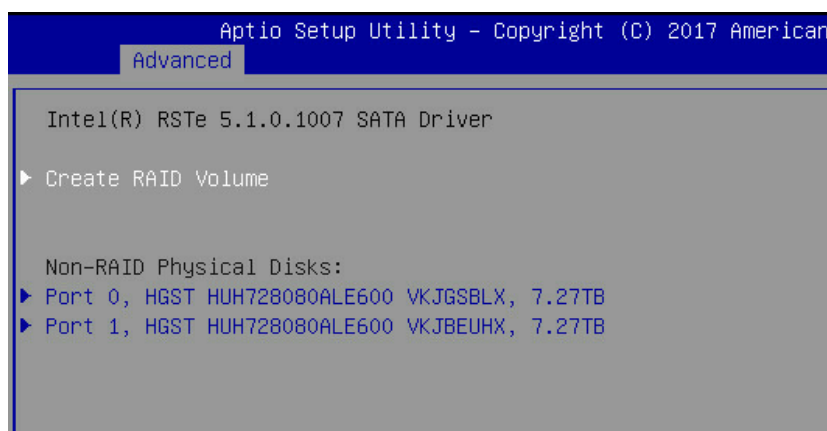 Aptio Setup Utility – Copyright (C) 2017 American
Advanced
Intel(R) RSTe 5.1.0.1007 SATA Driver
Create RAID Volume
Non-RAID Physical Disks:
Port 0, HGST HUH728080ALE600 VKJGSBLX, 7.27TB
Port 1, HGST HUH728080ALE600 VKJBEUHX, 7.27TB